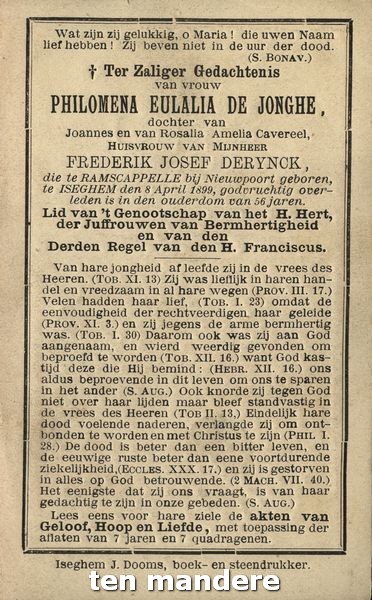 Wat zijn zij gelukkig, o Maria! die uwen Naam
lief hebben! Zij beven niet in de uur der dood.
(S. BONAV.)
† Ter Zaliger Gedachtenis
van vrouw
PHILOMENA EULALIA DE JONGHE,
dochter van
Joannes en van Rosalia Amelia Cavereel,
HUISVROUW VAN MIJNHEER
FREDERIK JOSEF DERYNCK,
die te RAMSCAPPELLE bij Nieuwpoort geboren,
te ISEGHEM den 8 April 1899, godvruchtig over-
leden is in den ouderdom van 56 jaren.
Lid van 't Genootschap van het H. Hert,
der Juffrouwen van Bermhertigheid
en van den
Derden Regel van den H. Franciscus.
Van hare jongheid af leefde zij in de vrees des
Heeren. (TOB. XI. 13) Zij was lieflijk in haren han-
del en vreedzaam in al hare wegen (PROV. III. 17.)
Velen hadden haar lief, (TOB. I. 23) omdat de
eenvoudigheid der rechtveerdigen, haar geleide
(PROV. XI. 3.) en zij jegens de arme bermhertig
was. (TOB. I. 30) Daarom ook was zij aan God
aangenaam, en wierd weerdig gevonden om
beproefd te worden (TOB. XII. 16.) want God kas-
tijd deze die Hij bemind: (HEBR. XII. 16.) ons
aldus beproevende in dit leven om ons te sparen
in het ander (S. AUG.) Ook knorde zij tegen God
niet over haar lijden maar bleef standvastig in
de vrees des Heeren (TOB II. 13.) Eindelijk hare
dood voelende naderen, verlangde zij om ont-
bonden te worden en met Christus te zijn (PHIL. I.
28.) De dood is beter dan een bitter leven, en
de eeuwige ruste beter dan eene voortdurende
ziekelijkheid, (ECCLES. XXX. 17.) en zij is gestorven
in alles op God betrouwende. (2 MACH. VII. 40.)
Het eenigste dat zij ons vraagt, is van haar
gedachtig te zijn in onze gebeden. (S. AUG.)
Lees eens voor hare ziele de akten van
Geloof, Hoop en Liefde, met toepassing der
aflaten van 7 jaren en 7 quadragenen.
Iseghem J. Dooms, boek- en steendrukker.
ten mandere